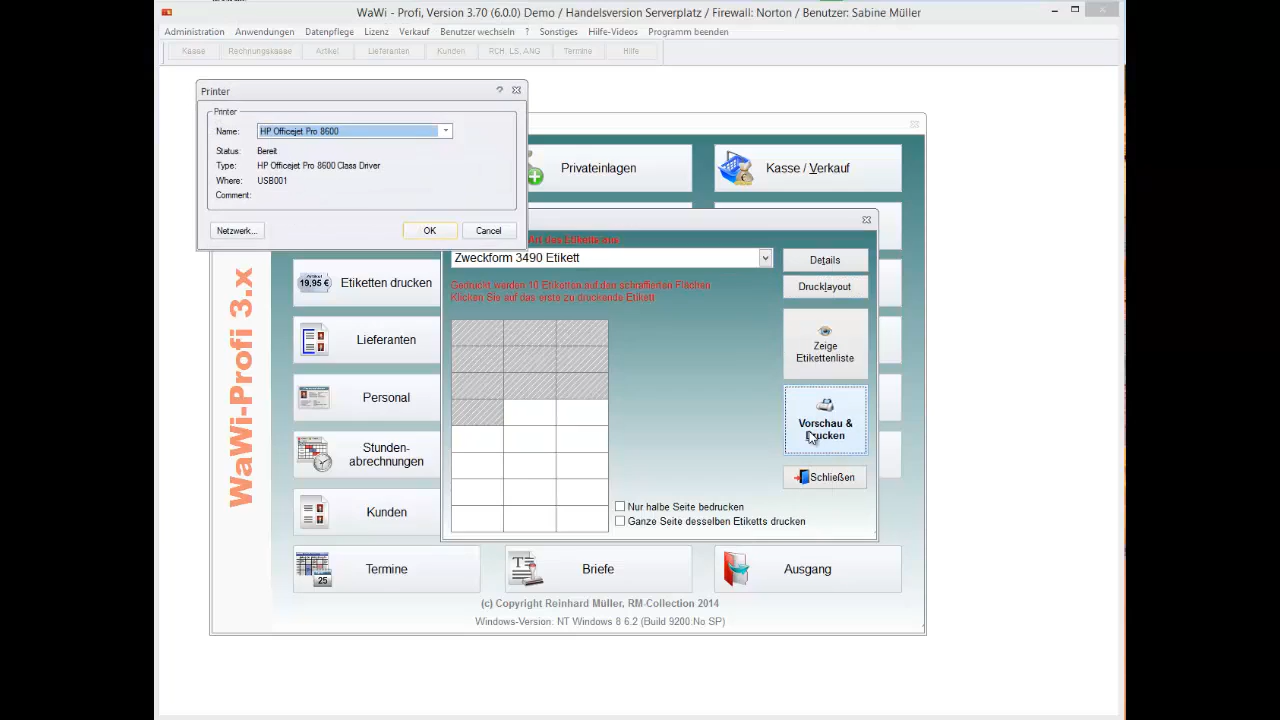 WaWi - Profi, Version 3.70 (6.0.0) Demo / Handelsversion Serverplatz / Firewall: Norton / Benutzer: Sabine Müller
Administration Anwendungen Datenpflege Lizenz Verkauf Benutzer wechseln ? Sonstiges Hilfe-Videos Programm beenden
Kasse Rechnungskasse Artikel Lieferanten Kunden RCH, LS, ANG Termine Hilfe
Printer
Printer
Name: HP Officejet Pro 8600
Status: Bereit
Type: HP Officejet Pro 8600 Class Driver
Where: USB001
Comment:
Netzwerk... OK Cancel
Privateinlagen
Kasse / Verkauf
Art des Etikette aus
Zweckform 3490 Etikett
Gedruckt werden 10 Etiketten auf den schraffierten Flächen
Klicken Sie auf das erste zu druckende Etikett
Details
Drucklayout
Zeige
Etikettenliste
Vorschau &
Drucken
Schließen
Nur halbe Seite bedrucken
Ganze Seite desselben Etiketts drucken
WaWi-Profi 3.x
Artikel
19,95 €
Etiketten drucken
Lieferanten
Personal
Stunden-
abrechnungen
Kunden
25
Termine
T
Briefe
Ausgang
(c) Copyright Reinhard Müller, RM-Collection 2014
Windows-Version: NT Windows 8 6.2 (Build 9200:No SP)